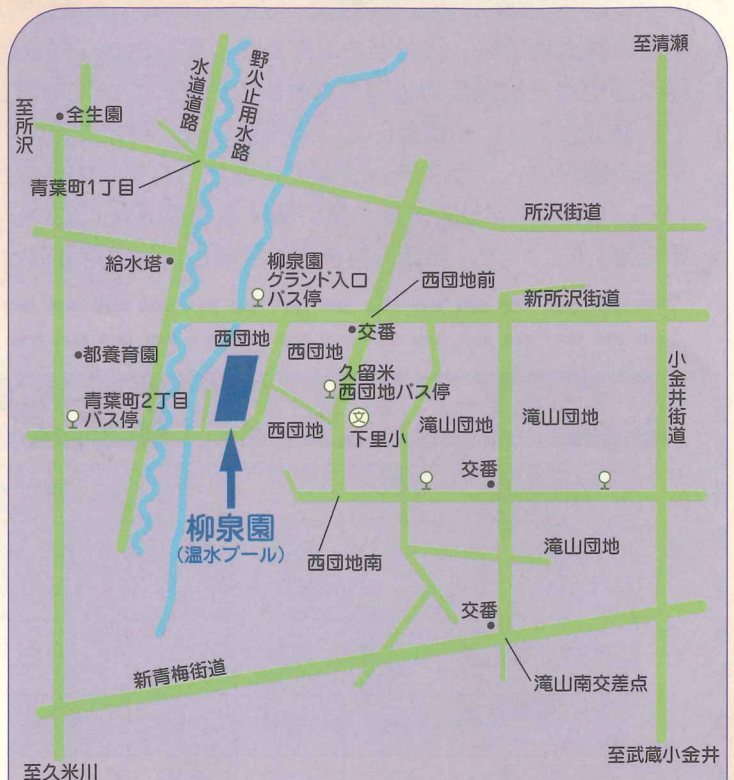 至清瀬
水道道路
野火止用水路
至所沢
全生園
青葉町1丁目
所沢街道
給水塔
柳泉園
グランド入口
バス停
西団地前
新所沢街道
西団地
西団地
交番
都養育園
久留米
西団地バス停
小金井街道
青葉町2丁目
バス停
西団地
文
下里小
滝山団地
滝山団地
交番
柳泉園
(温水プール)
西団地南
滝山団地
交番
新青梅街道
滝山南交差点
至久米川
至武蔵小金井